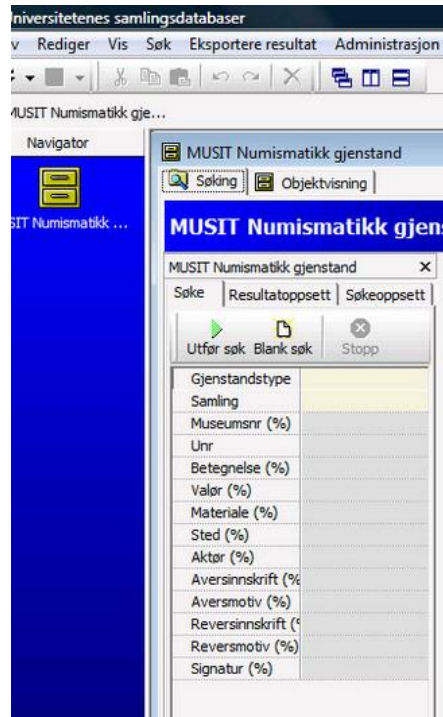 niversitetenes samlingsdatabaser
v Rediger Vis Søk Eksportere resultat Administrasjon
MUSIT Numismatikk gje...
Navigator
SIT Numismatikk ...
MUSIT Numismatikk gjenstand
Søking Objektvisning
MUSIT Numismatikk gjens
MUSIT Numismatikk gjenstand X
Søke Resultatoppsett Søkeoppsett
Utfør søk Blank søk Stopp
Gjenstandstype
Samling
Museumsnr (%)
Unr
Betegnelse (%)
Valør (%)
Materiale (%)
Sted (%)
Aktør (%)
Aversinnskrift (%
Aversmotiv (%)
Reversinnskrift (
Reversmotiv (%)
Signatur (%)